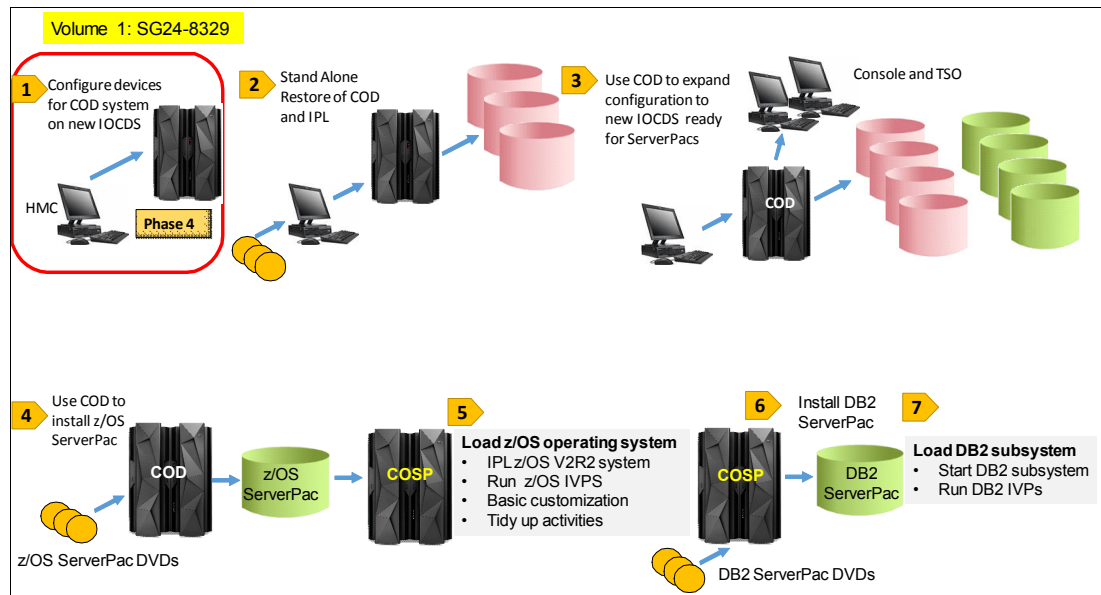 Volume 1: SG24-8329
1
Configure devices
for COD system
on new IOCDS
HMC
Phase 4
2
Stand Alone
Restore of COD
and IPL
3
Use COD to expand
configuration to
new IOCDS ready
for ServerPacs
Console and TSO
COD
4
Use COD to
install z/OS
ServerPac
COD
z/OS ServerPac DVDs
z/OS
ServerPac
COSP
5
Load z/OS operating system
• IPL z/OS V2R2 system
• Run z/OS IVPS
• Basic customization
• Tidy up activities
6
Install DB2
ServerPac
COSP
DB2 ServerPac DVDs
DB2
ServerPac
7
Load DB2 subsystem
• Start DB2 subsystem
• Run DB2 IVPs